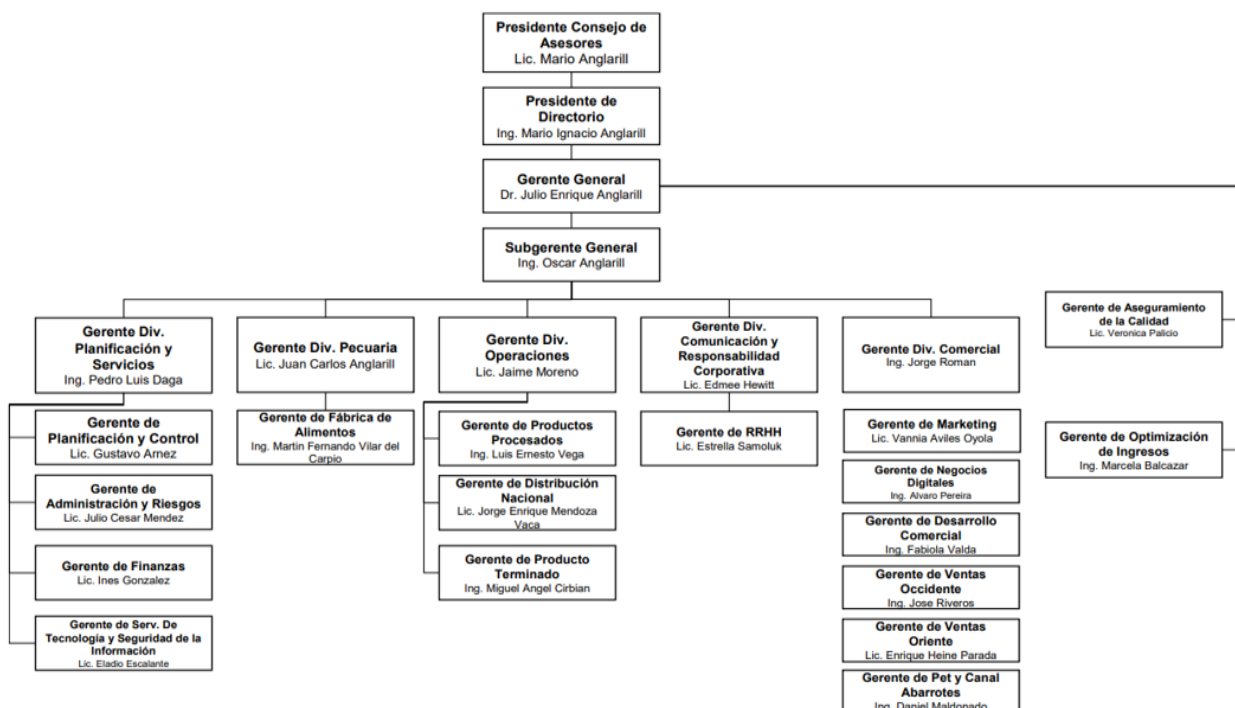 Presidente Consejo de
Asesores
Lic. Mario Anglarill
Presidente de
Directorio
Ing. Mario Ignacio Anglarill
Gerente General
Dr. Julio Enrique Anglarill
Subgerente General
Ing. Oscar Anglarill
Gerente Div.
Planificación y
Servicios
Ing. Pedro Luis Daga
Gerente de
Planificación y Control
Lic. Gustavo Arnez
Gerente de
Administración y Riesgos
Lic. Julio Cesar Mendez
Gerente de Finanzas
Lic. Ines Gonzalez
Gerente de Serv. De
Tecnología y Seguridad de la
Información
Lic. Eladio Escalante
Gerente Div. Pecuaria
Lic. Juan Carlos Anglarill
Gerente de Fábrica de
Alimentos
Ing. Martin Fernando Vilar del
Carpio
Gerente Div.
Operaciones
Lic. Jaime Moreno
Gerente de Productos
Procesados
Ing. Luis Ernesto Vega
Gerente de Distribución
Nacional
Lic. Jorge Enrique Mendoza
Vaca
Gerente de Producto
Terminado
Ing. Miguel Angel Cirbian
Gerente Div.
Comunicación y
Responsabilidad
Corporativa
Lic. Edmee Hewitt
Gerente de RRHH
Lic. Estrella Samoluk
Gerente Div. Comercial
Ing. Jorge Roman
Gerente de Marketing
Lic. Vannia Aviles Oyola
Gerente de Negocios
Digitales
Ing. Alvaro Pereira
Gerente de Desarrollo
Comercial
Ing. Fabiola Valda
Gerente de Ventas
Occidente
Ing. Jose Riveros
Gerente de Ventas
Oriente
Lic. Enrique Heine Parada
Gerente de Pet y Canal
Abarrotes
Ing. Daniel Maldonado
Gerente de Aseguramiento
de la Calidad
Lic. Veronica Palicio
Gerente de Optimización
de Ingresos
Ing. Marcela Balcazar